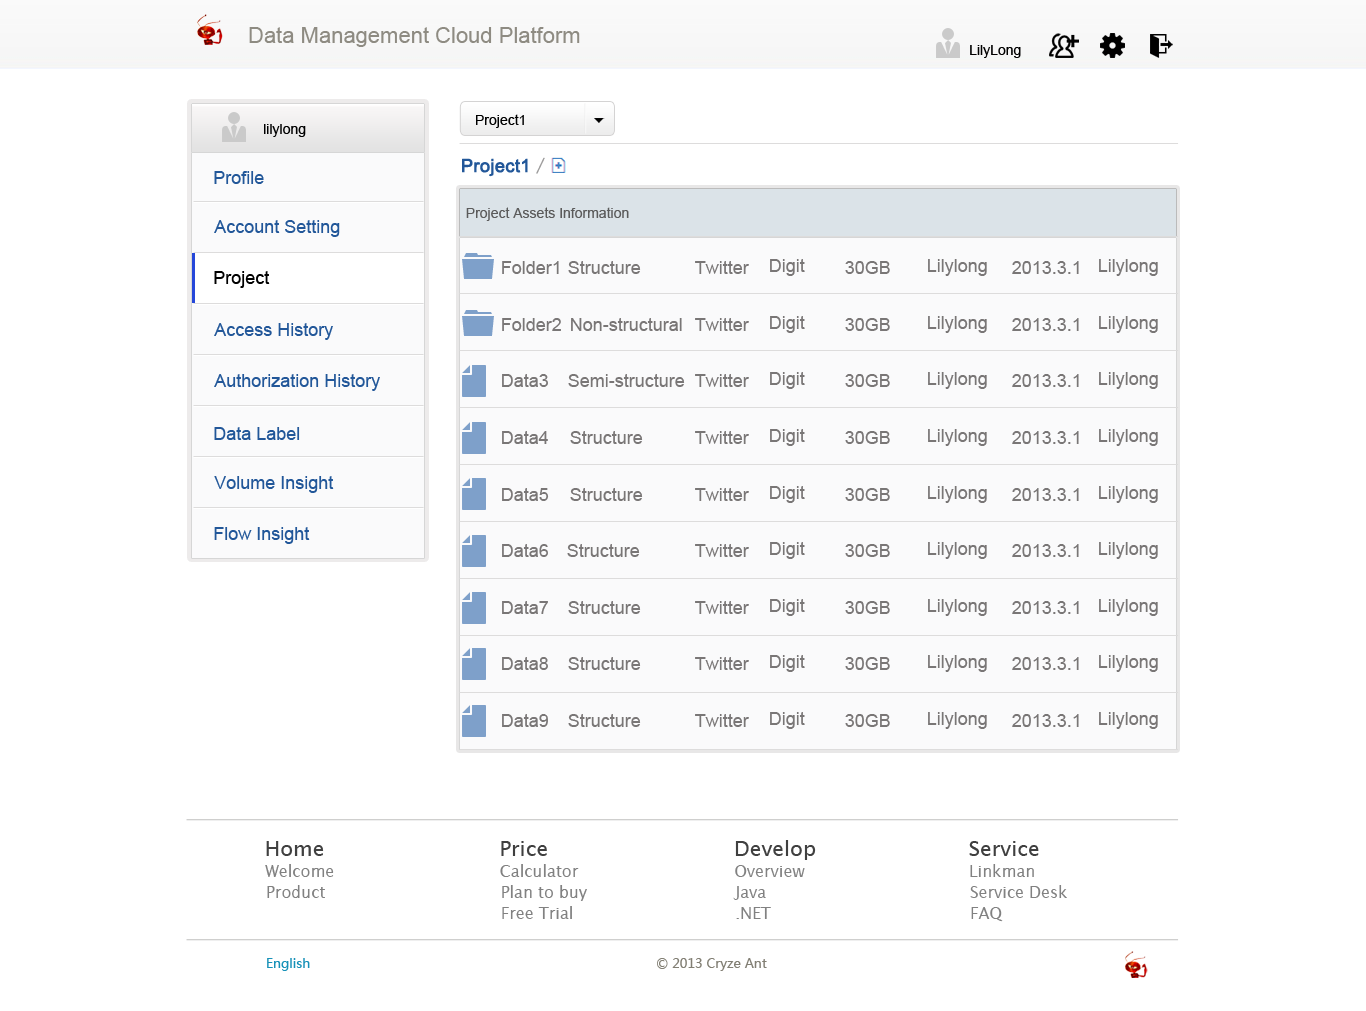 Data Management Cloud Platform
LilyLong
lilylong
Profile
Account Setting
Project
Access History
Authorization History
Data Label
Volume Insight
Flow Insight
Project1
Project1 /
Project Assets Information
Folder1 Structure Twitter Digit 30GB Lilylong 2013.3.1 Lilylong
Folder2 Non-structural Twitter Digit 30GB Lilylong 2013.3.1 Lilylong
Data3 Semi-structure Twitter Digit 30GB Lilylong 2013.3.1 Lilylong
Data4 Structure Twitter Digit 30GB Lilylong 2013.3.1 Lilylong
Data5 Structure Twitter Digit 30GB Lilylong 2013.3.1 Lilylong
Data6 Structure Twitter Digit 30GB Lilylong 2013.3.1 Lilylong
Data7 Structure Twitter Digit 30GB Lilylong 2013.3.1 Lilylong
Data8 Structure Twitter Digit 30GB Lilylong 2013.3.1 Lilylong
Data9 Structure Twitter Digit 30GB Lilylong 2013.3.1 Lilylong
Home
Welcome
Product
Price
Calculator
Plan to buy
Free Trial
Develop
Overview
Java
.NET
Service
Linkman
Service Desk
FAQ
English
© 2013 Cryze Ant